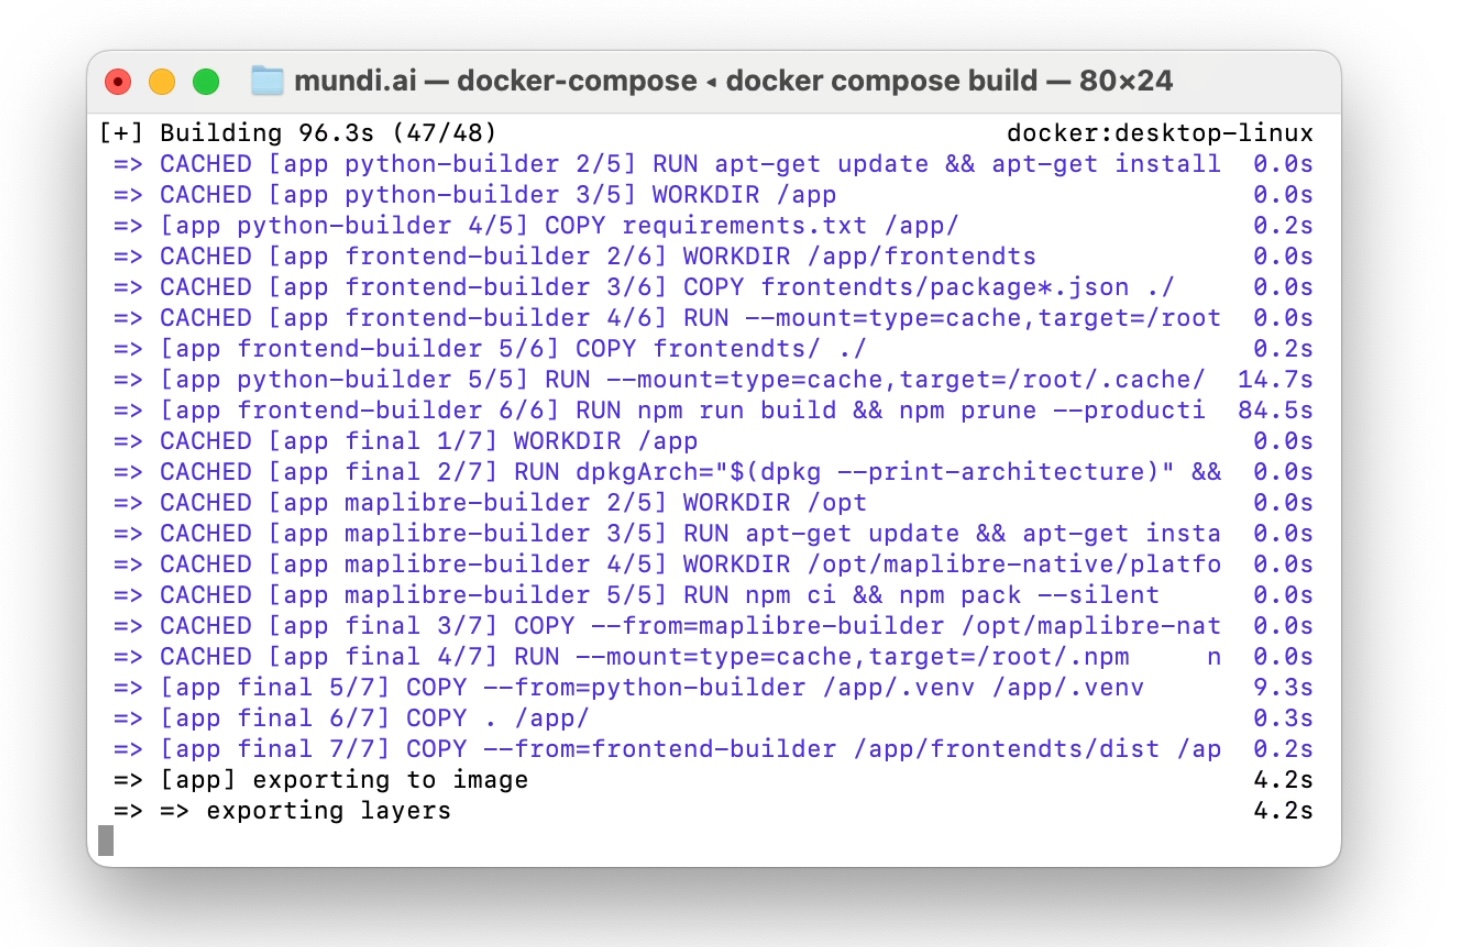 mundi.ai — docker-compose ◂ docker compose build — 80×24
[+] Building 96.3s (47/48) docker:desktop-linux
=> CACHED [app python-builder 2/5] RUN apt-get update && apt-get install 0.0s
=> CACHED [app python-builder 3/5] WORKDIR /app 0.0s
=> [app python-builder 4/5] COPY requirements.txt /app/ 0.2s
=> CACHED [app frontend-builder 2/6] WORKDIR /app/frontendts 0.0s
=> CACHED [app frontend-builder 3/6] COPY frontendts/package*.json ./ 0.0s
=> CACHED [app frontend-builder 4/6] RUN --mount=type=cache,target=/root 0.0s
=> [app frontend-builder 5/6] COPY frontendts/ ./ 0.2s
=> [app python-builder 5/5] RUN --mount=type=cache,target=/root/.cache/ 14.7s
=> [app frontend-builder 6/6] RUN npm run build && npm prune --producti 84.5s
=> CACHED [app final 1/7] WORKDIR /app 0.0s
=> CACHED [app final 2/7] RUN dpkgArch="$(dpkg --print-architecture)" && 0.0s
=> CACHED [app maplibre-builder 2/5] WORKDIR /opt 0.0s
=> CACHED [app maplibre-builder 3/5] RUN apt-get update && apt-get insta 0.0s
=> CACHED [app maplibre-builder 4/5] WORKDIR /opt/maplibre-native/platfo 0.0s
=> CACHED [app maplibre-builder 5/5] RUN npm ci && npm pack --silent 0.0s
=> CACHED [app final 3/7] COPY --from=maplibre-builder /opt/maplibre-nat 0.0s
=> CACHED [app final 4/7] RUN --mount=type=cache,target=/root/.npm     n 0.0s
=> [app final 5/7] COPY --from=python-builder /app/.venv /app/.venv 9.3s
=> [app final 6/7] COPY . /app/ 0.3s
=> [app final 7/7] COPY --from=frontend-builder /app/frontendts/dist /ap 0.2s
=> [app] exporting to image 4.2s
=> => exporting layers 4.2s